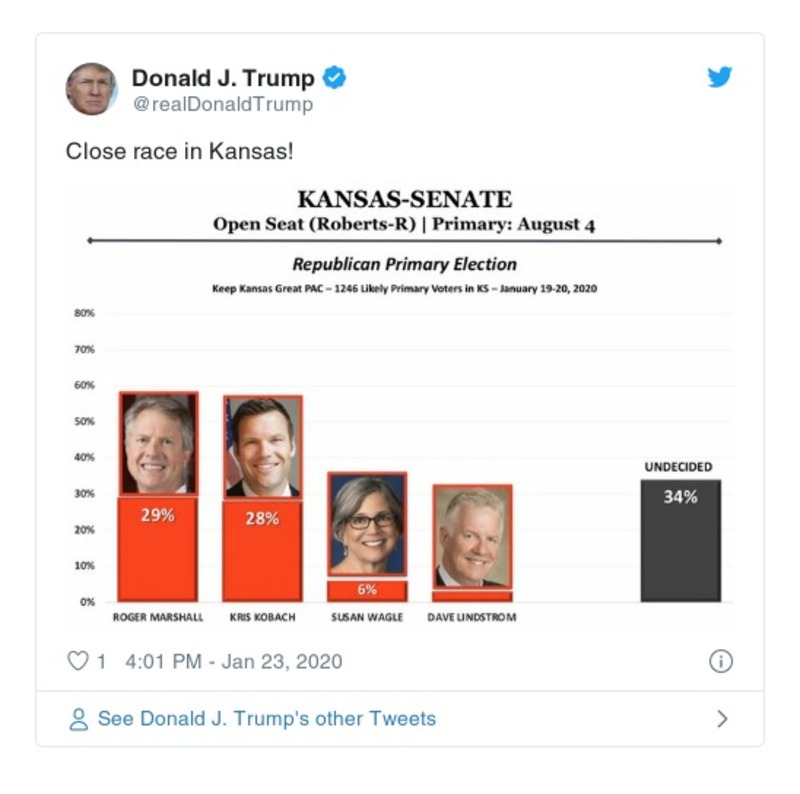 Donald J. Trump
@realDonaldTrump
Close race in Kansas!
KANSAS-SENATE
Open Seat (Roberts-R) | Primary: August 4
Republican Primary Election
Keep Kansas Great PAC – 1246 Likely Primary Voters in KS – January 19-20, 2020
80%
70%
60%
50%
40%
30%
20%
10%
0%
29%
28%
6%
UNDECIDED
34%
ROGER MARSHALL
KRIS KOBACH
SUSAN WAGLE
DAVE LINDSTROM
1 4:01 PM - Jan 23, 2020
See Donald J. Trump's other Tweets